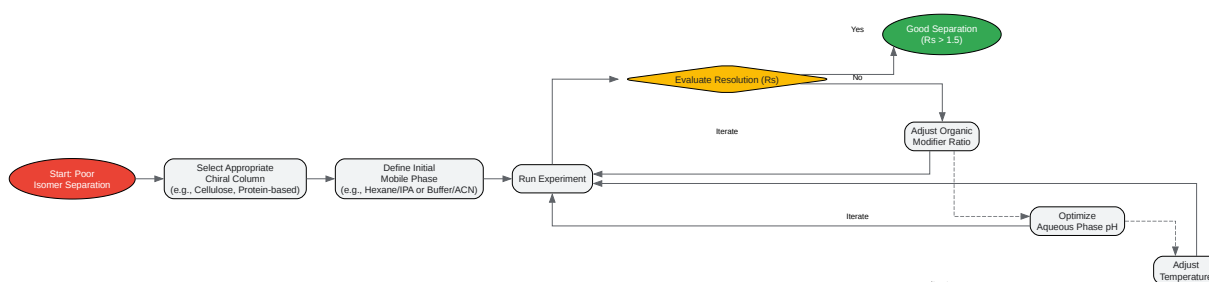 Yes
Good Separation
(Rs > 1.5)
Evaluate Resolution (Rs)
No
Iterate
Adjust Organic
Modifier Ratio
Start: Poor
Isomer Separation
Select Appropriate
Chiral Column
(e.g., Cellulose, Protein-based)
Define Initial
Mobile Phase
(e.g., Hexane/IPA or Buffer/ACN)
Run Experiment
Iterate
Optimize
Aqueous Phase pH
Adjust
Temperature